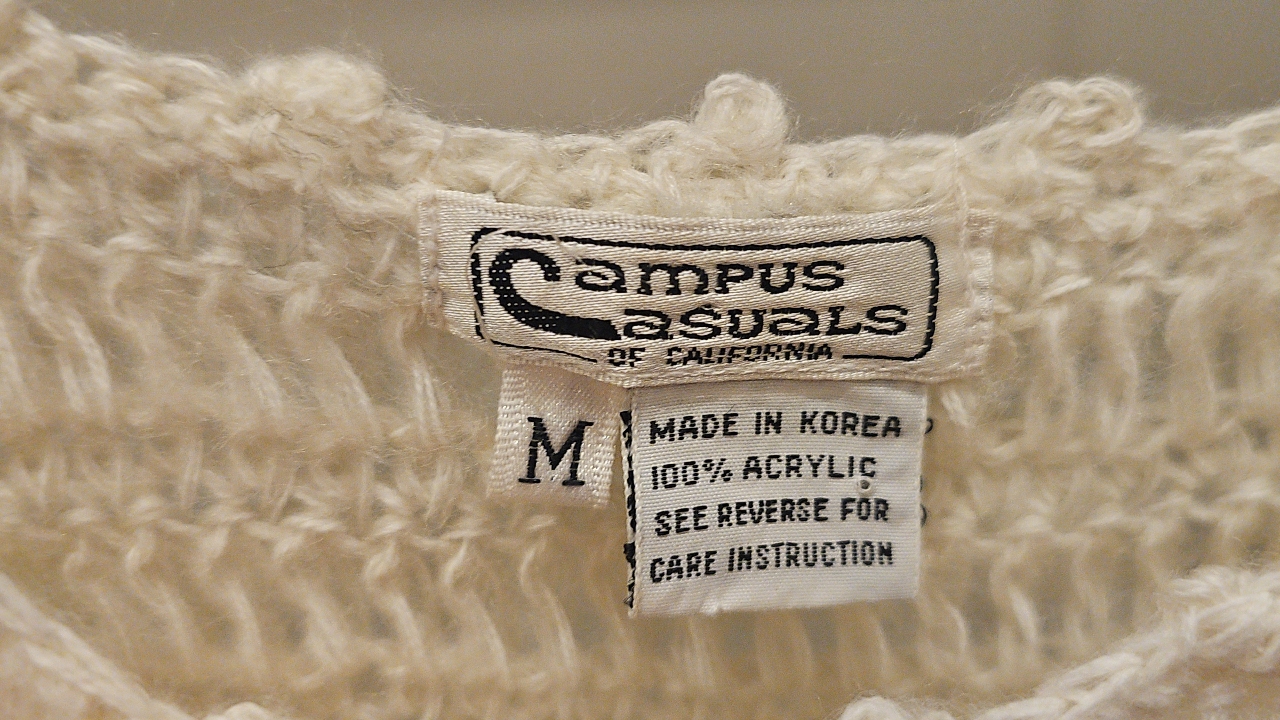 Campus
Casuals
OF CALIFORNIA
M
MADE IN KOREA
100% ACRYLIC
SEE REVERSE FOR
CARE INSTRUCTION